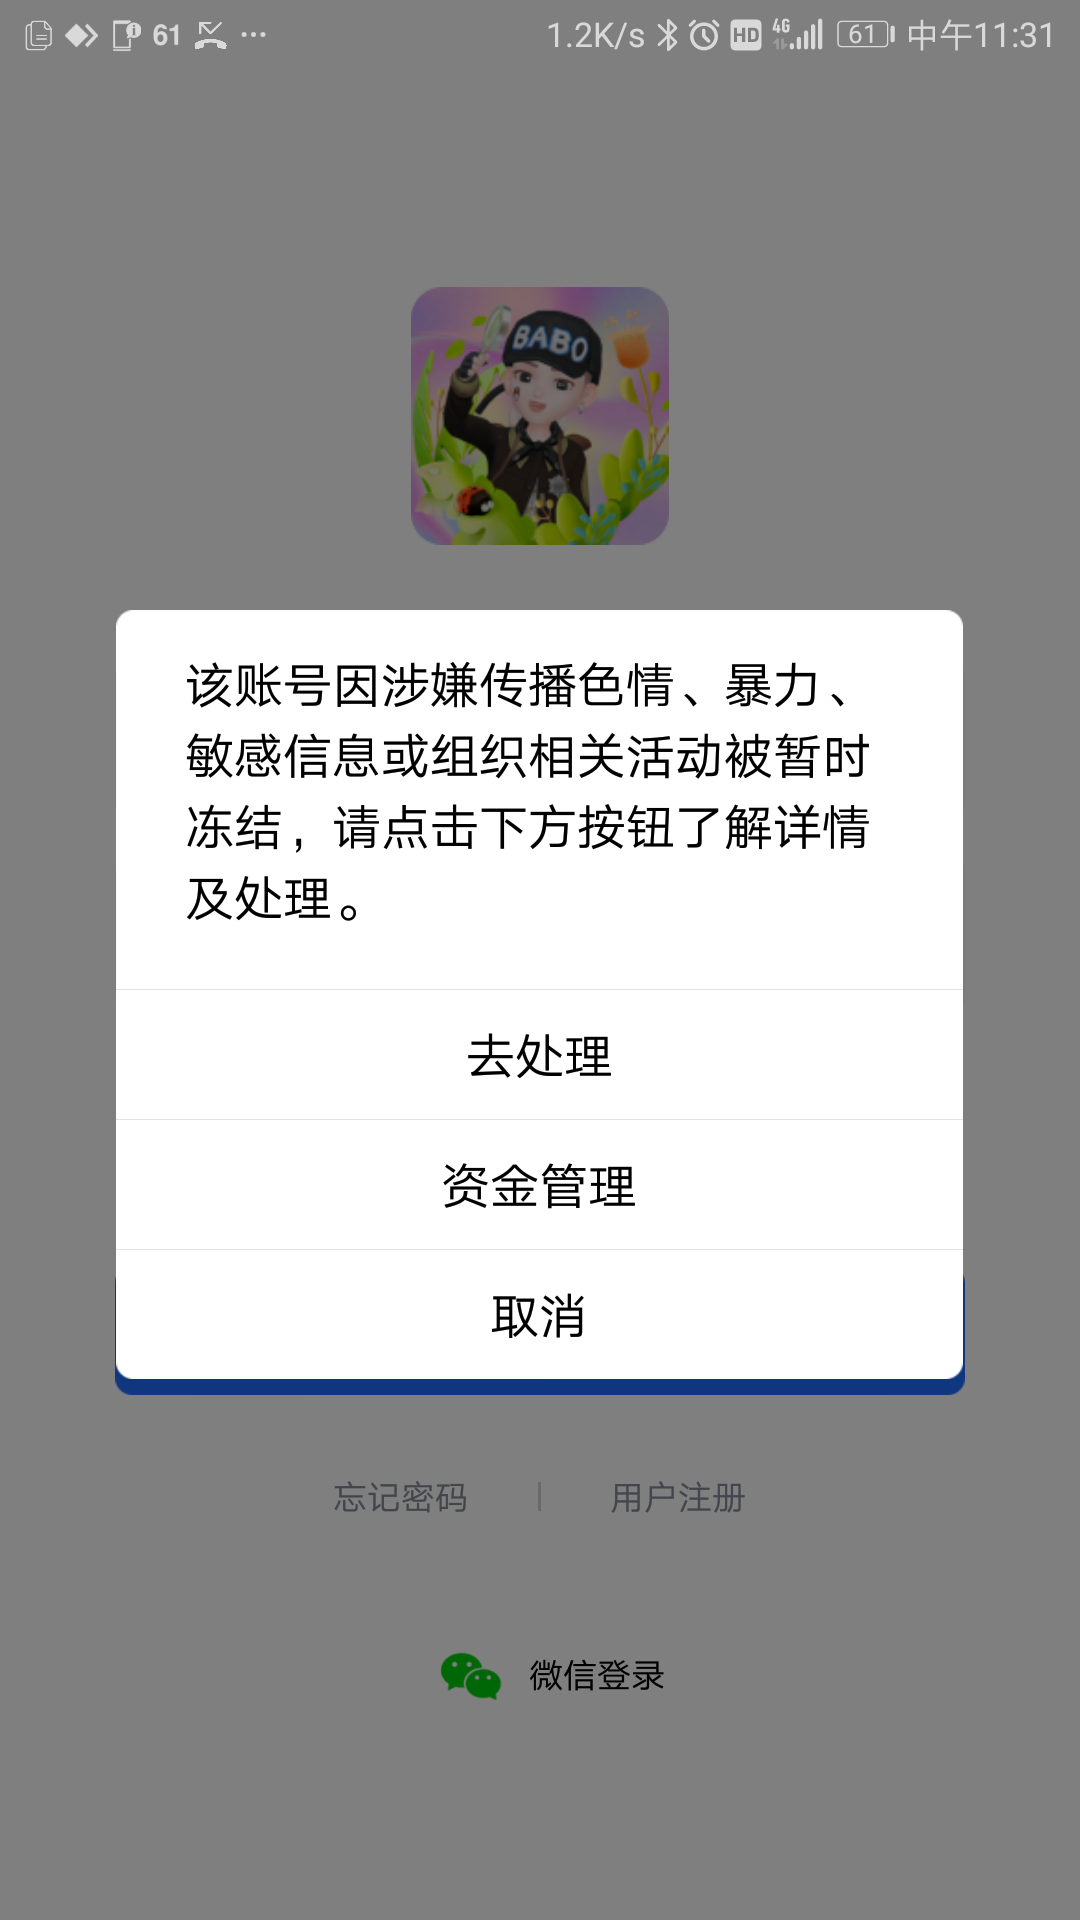 61
1.2K/s HD 4G 61 中午11:31
BABO
该账号因涉嫌传播色情、暴力、
敏感信息或组织相关活动被暂时
冻结，请点击下方按钮了解详情
及处理。
去处理
资金管理
取消
忘记密码 | 用户注册
微信登录